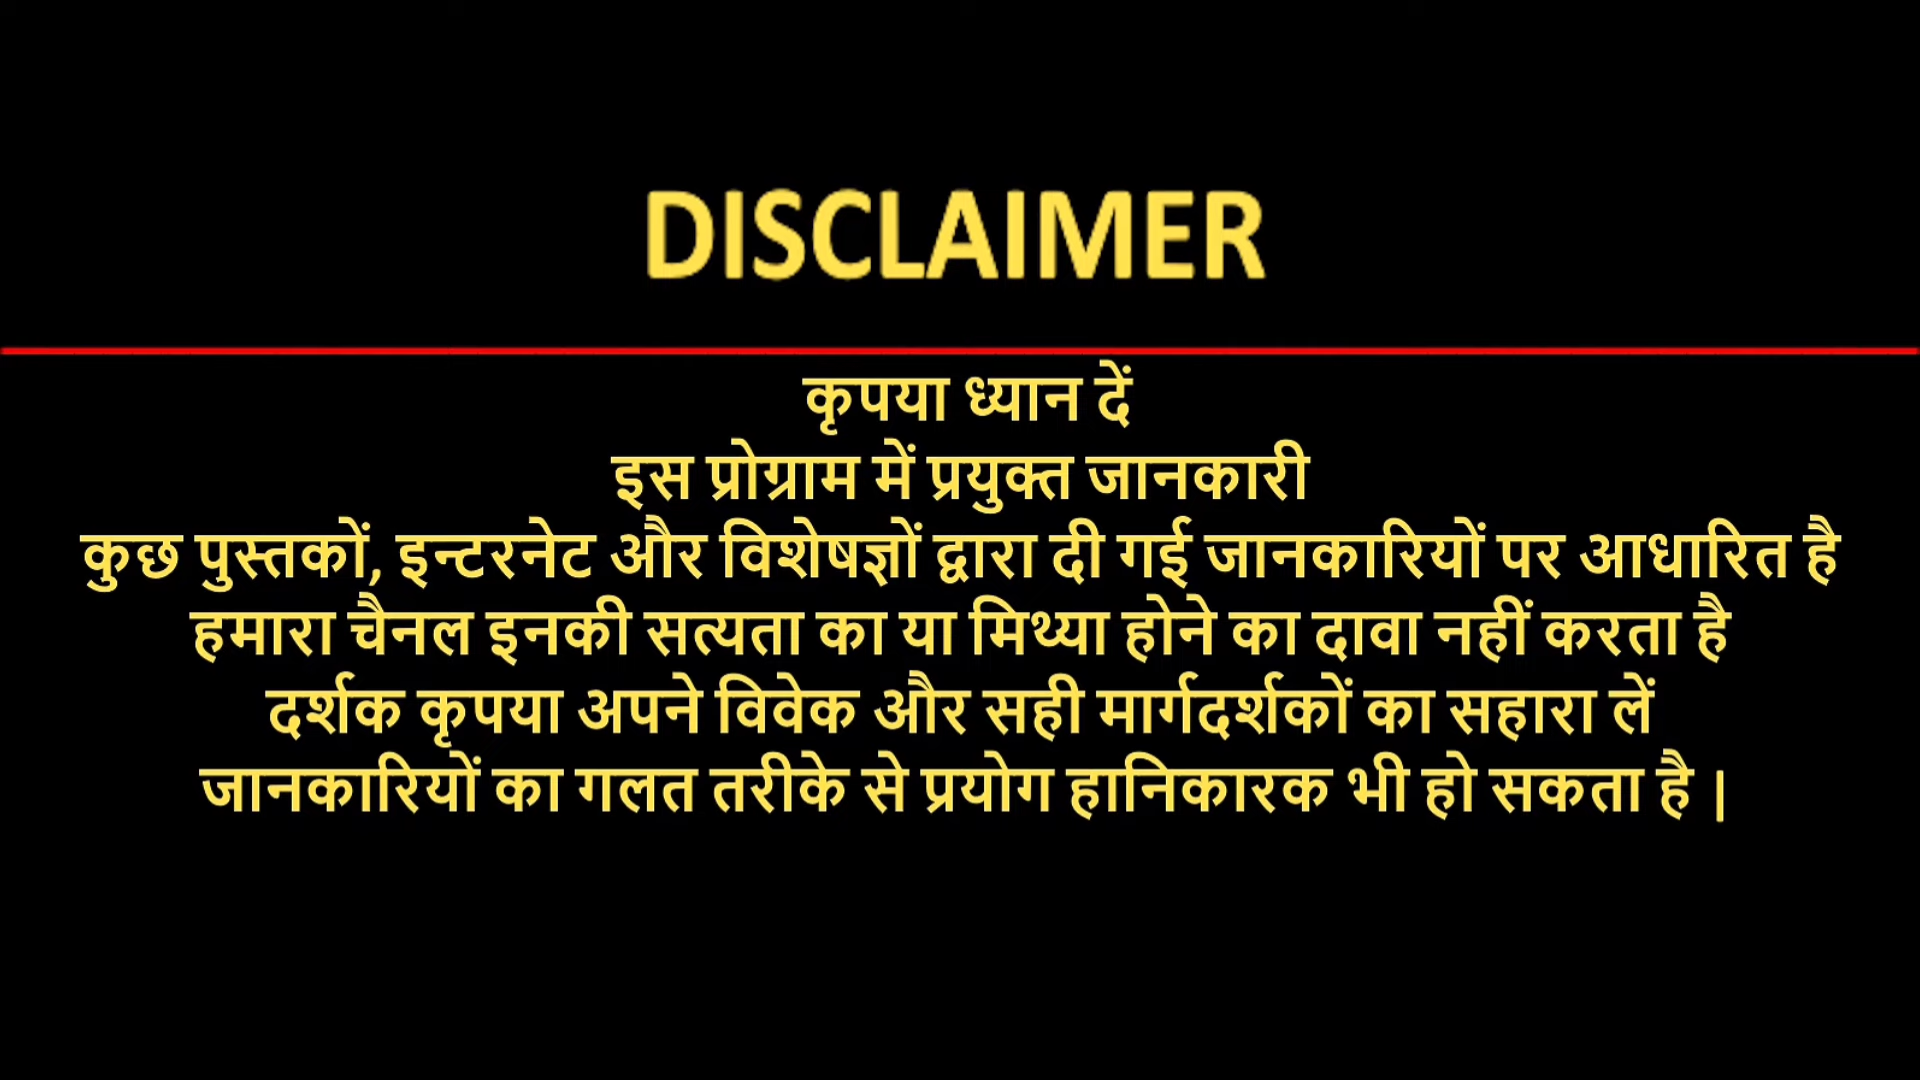 DISCLAIMER
कृपया ध्यान दें
इस प्रोग्राम में प्रयुक्त जानकारी
कुछ पुस्तकों, इन्टरनेट और विशेषज्ञों द्वारा दी गई जानकारियों पर आधारित है
हमारा चैनल इनकी सत्यता का या मिथ्या होने का दावा नहीं करता है
दर्शक कृपया अपने विवेक और सही मार्गदर्शकों का सहारा लें
जानकारियों का गलत तरीके से प्रयोग हानिकारक भी हो सकता है |